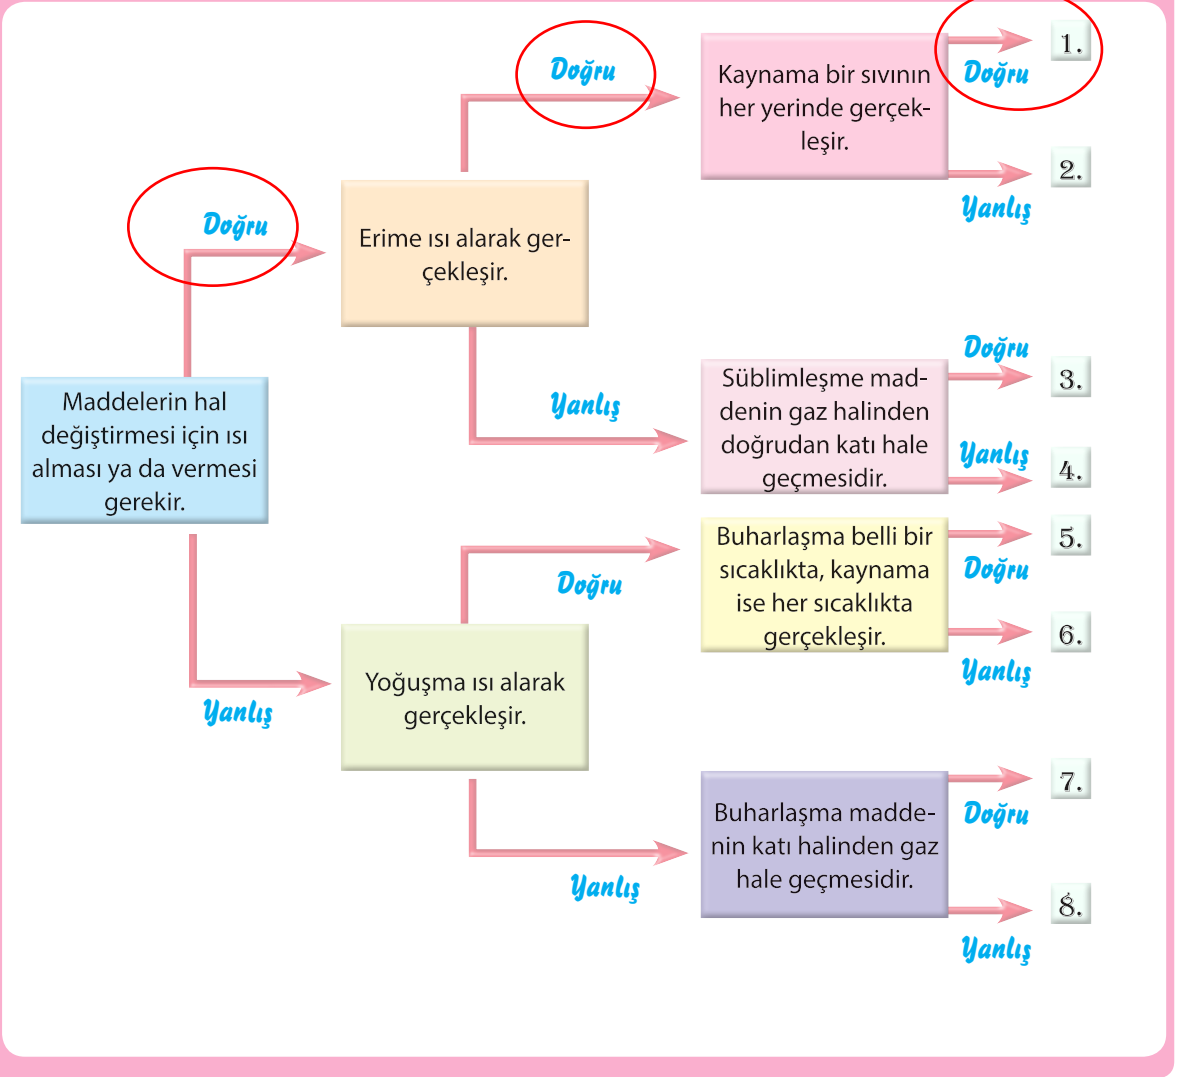 Doğru
Kaynama bir sıvının
her yerinde gerçek-
leşir.
1.
Doğru
2.
Yanlış
Doğru
Erime ısı alarak ger-
çekleşir.
Yanlış
Süblimleşme mad-
denin gaz halinden
doğrudan katı hale
geçmesidir.
Doğru
3.
Yanlış
4.
Maddelerin hal
değiştirmesi için ısı
alması ya da vermesi
gerekir.
Buharlaşma belli bir
sıcaklıkta, kaynama
ise her sıcaklıkta
gerçekleşir.
5.
Doğru
6.
Yanlış
Doğru
Yoğuşma ısı alarak
gerçekleşir.
Yanlış
Yanlış
Buharlaşma madde-
nin katı halinden gaz
hale geçmesidir.
7.
Doğru
8.
Yanlış